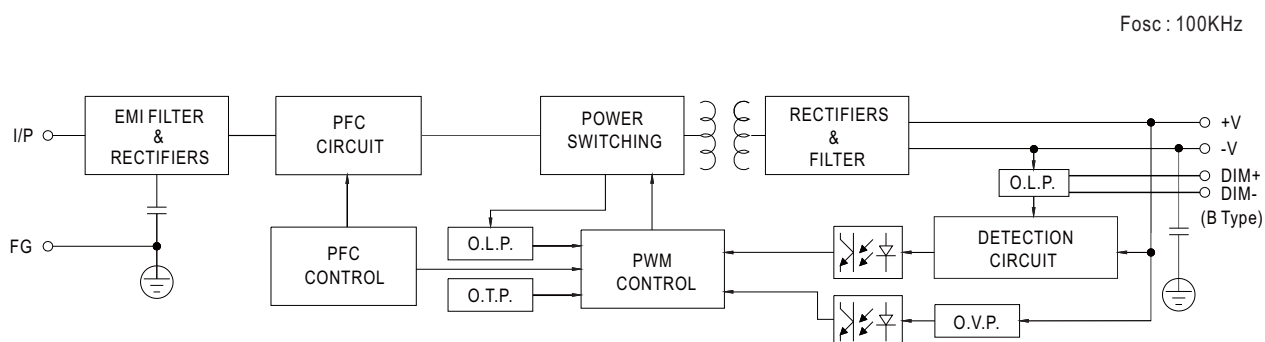 Fosc : 100KHz
I/P
EMI FILTER
&
RECTIFIERS
PFC
CIRCUIT
POWER
SWITCHING
RECTIFIERS
&
FILTER
+V
-V
DIM+
DIM-
(B Type)
O.L.P.
FG
PFC
CONTROL
O.L.P.
O.T.P.
PWM
CONTROL
DETECTION
CIRCUIT
O.V.P.